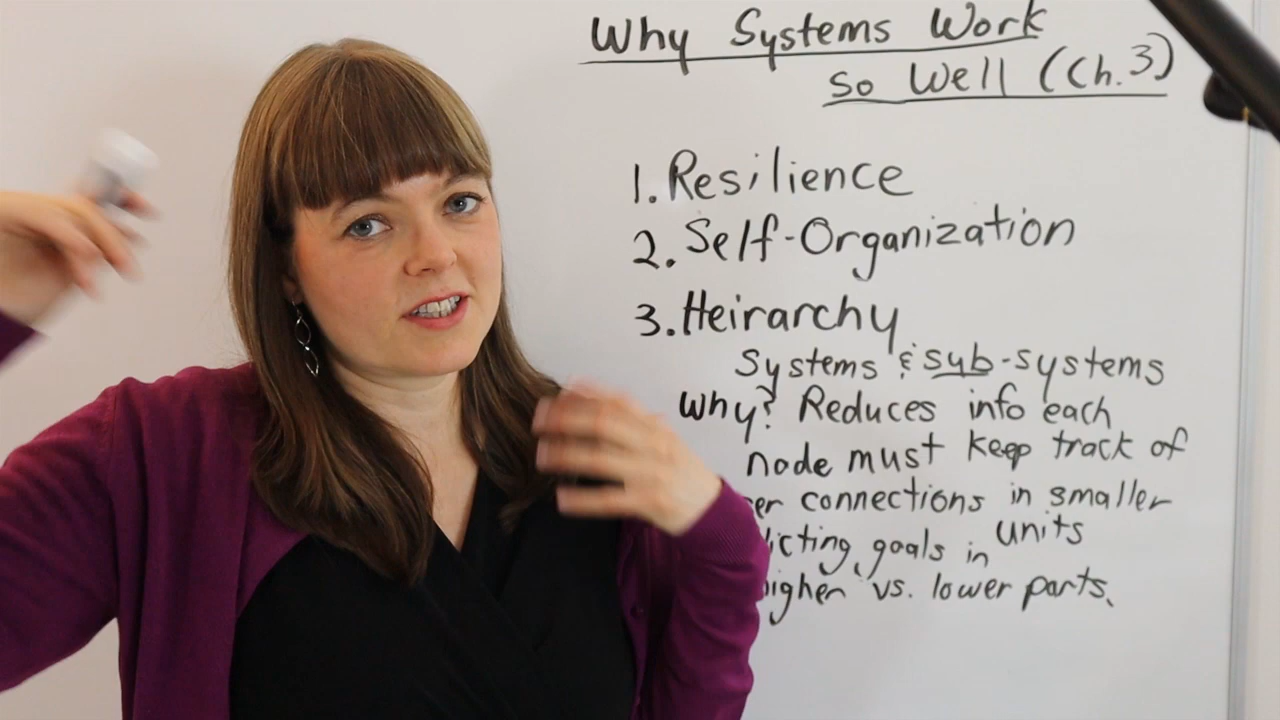 Why Systems Work
So Well (Ch.3)
1. Resilience
2. Self-Organization
3. Heirarchy
Systems & sub-systems
Why? Reduces info each
node must keep track of
connections in smaller
units
goals in
vs. lower parts.